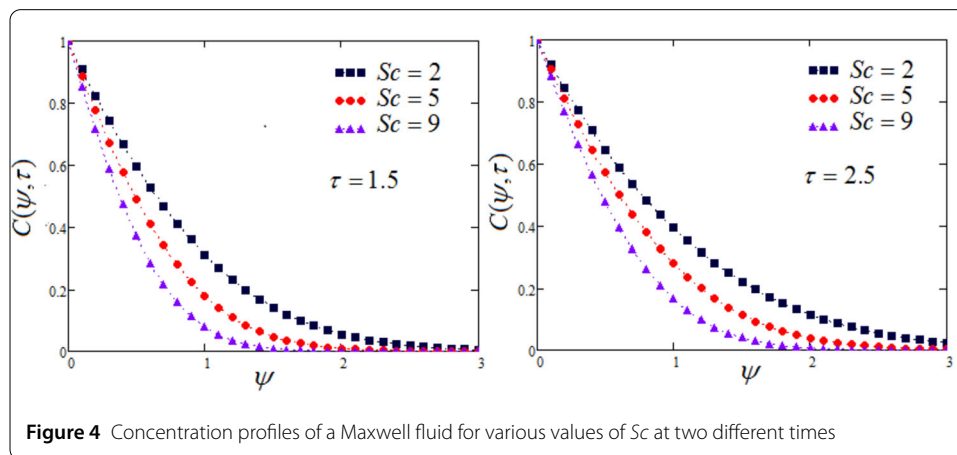 1
0.8
0.6
0.4
0.2
0
0
1
2
3
C(ψ,τ)
ψ
Sc = 2
Sc = 5
Sc = 9
τ = 1.5
1
0.8
0.6
0.4
0.2
0
0
1
2
3
C(ψ,τ)
ψ
Sc = 2
Sc = 5
Sc = 9
τ = 2.5
Figure 4 Concentration profiles of a Maxwell fluid for various values of Sc at two different times